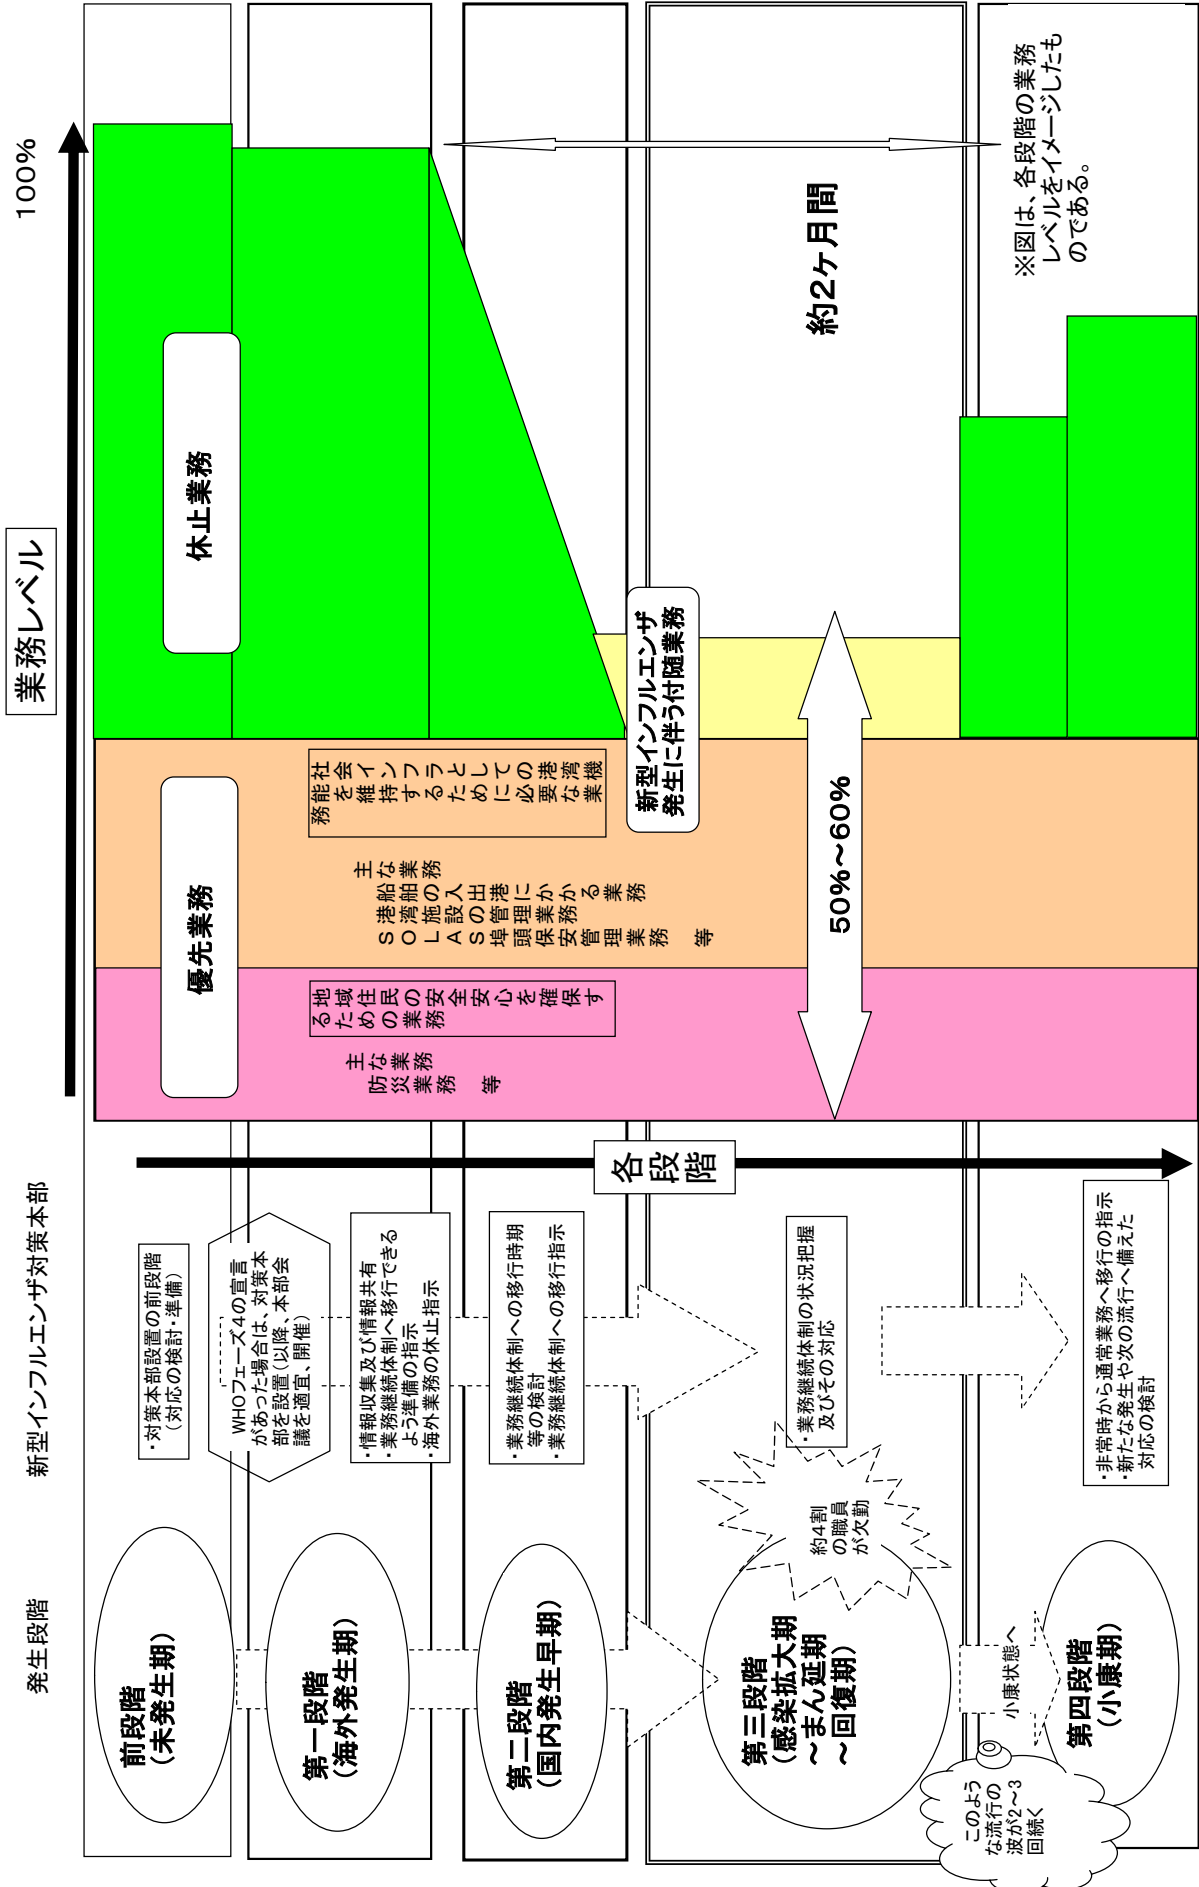 発生段階
新型インフルエンザ対策本部
業務レベル
100%
各段階
前段階
(未発生期)
・対策本部設置の前段階
(対応の検討・準備)
WHOフェーズ4の宣言
があった場合は、対策本
部を設置(以降、本部会
議を適宜、開催)
第一段階
(海外発生期)
・情報収集及び情報共有
・業務継続体制へ移行できる
よう準備の指示
・海外業務の休止指示
第二段階
(国内発生早期)
・業務継続体制への移行時期
等の検討
・業務継続体制への移行指示
第三段階
(感染拡大期
～まん延期
～回復期)
約4割
の職員
が欠勤
・業務継続体制の状況把握
及びその対応
小康状態へ
このよう
な流行の
波が2～3
回続く
第四段階
(小康期)
・非常時から通常業務へ移行の指示
・新たな発生や次の流行へ備えた
対応の検討
優先業務
休止業務
地域住民の安全安心を確保す
るための業務
主な業務
防災業務 等
社会インフラとしての港湾機
能を維持するために必要な業
務
主な業務
船舶の入出港にかかる業務
港湾施設の管理業務
SOLAS埠頭保安管理業務 等
新型インフルエンザ
発生に伴う付随業務
50%～60%
約2ヶ月間
※図は、各段階の業務
レベルをイメージしたも
のである。